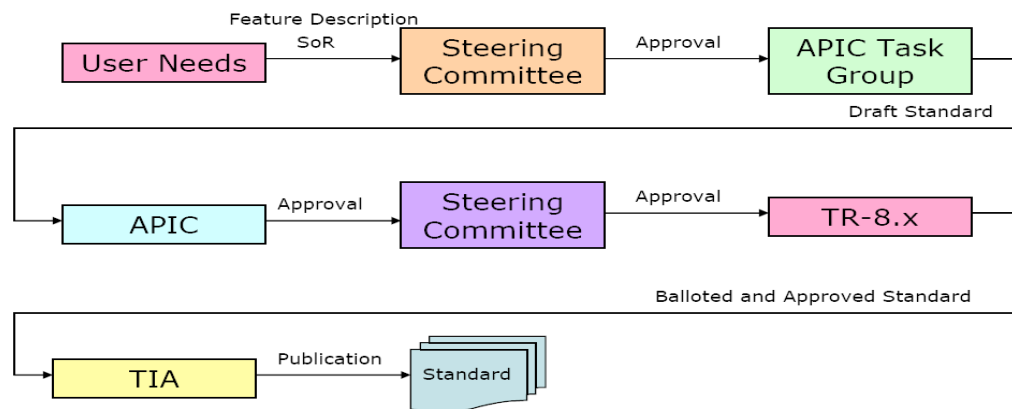 Feature Description
SoR
User Needs
Steering
Committee
Approval
APIC Task
Group
Draft Standard
APIC
Approval
Steering
Committee
Approval
TR-8.x
Balloted and Approved Standard
TIA
Publication
Standard